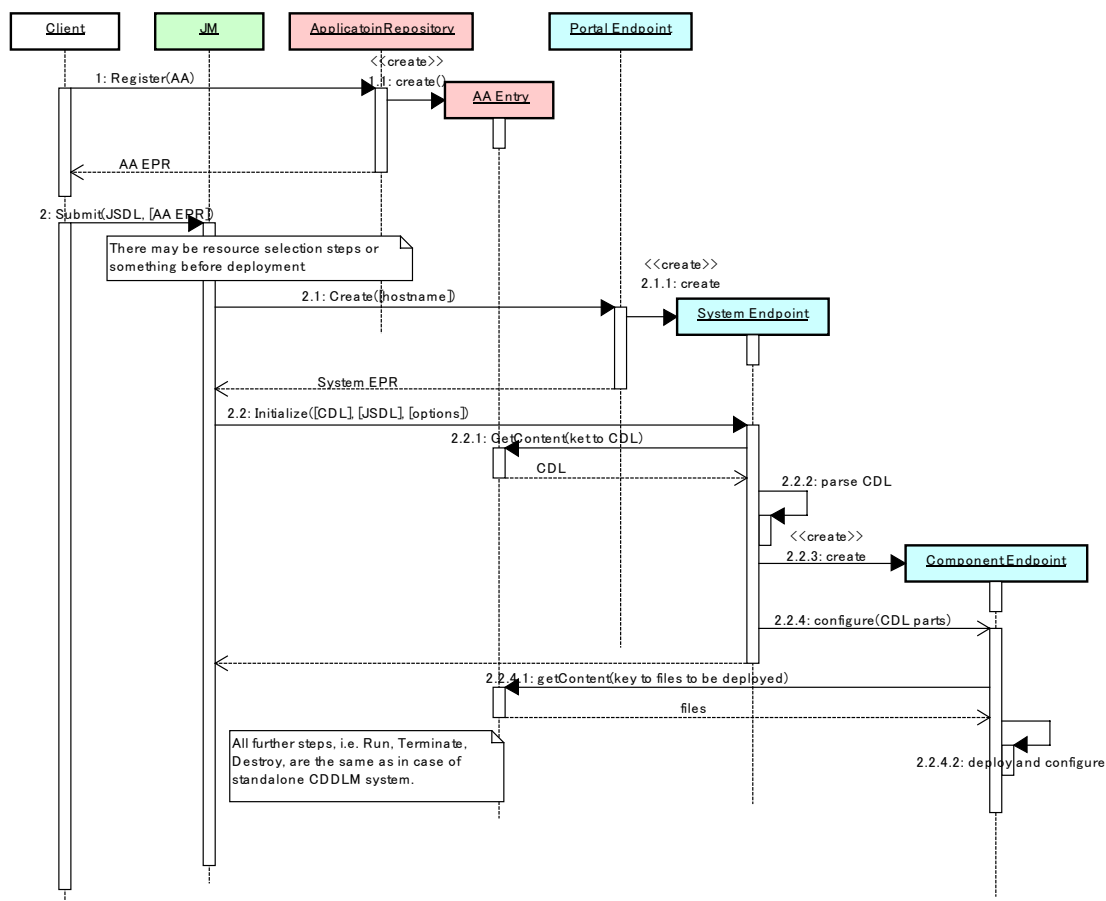 Client
JM
ApplicatoinRepository
Portal Endpoint
<<create>>
1: Register(AA)
1.1: create()
AA Entry
AA EPR
2: Submit(JSDL, [AA EPR])
There may be resource selection steps or
something before deployment
<<create>>
2.1.1: create
2.1: Create([hostname])
System Endpoint
System EPR
2.2: Initialize([CDL], [JSDL], [options])
2.2.1: GetContent(ket to CDL)
CDL
2.2.2: parse CDL
<<create>>
2.2.3: create
Component Endpoint
2.2.4: configure(CDL parts)
2.2.4.1: getContent(key to files to be deployed)
files
All further steps, i.e. Run, Terminate,
Destroy, are the same as in case of
standalone CDDLM system.
2.2.4.2: deploy and configure